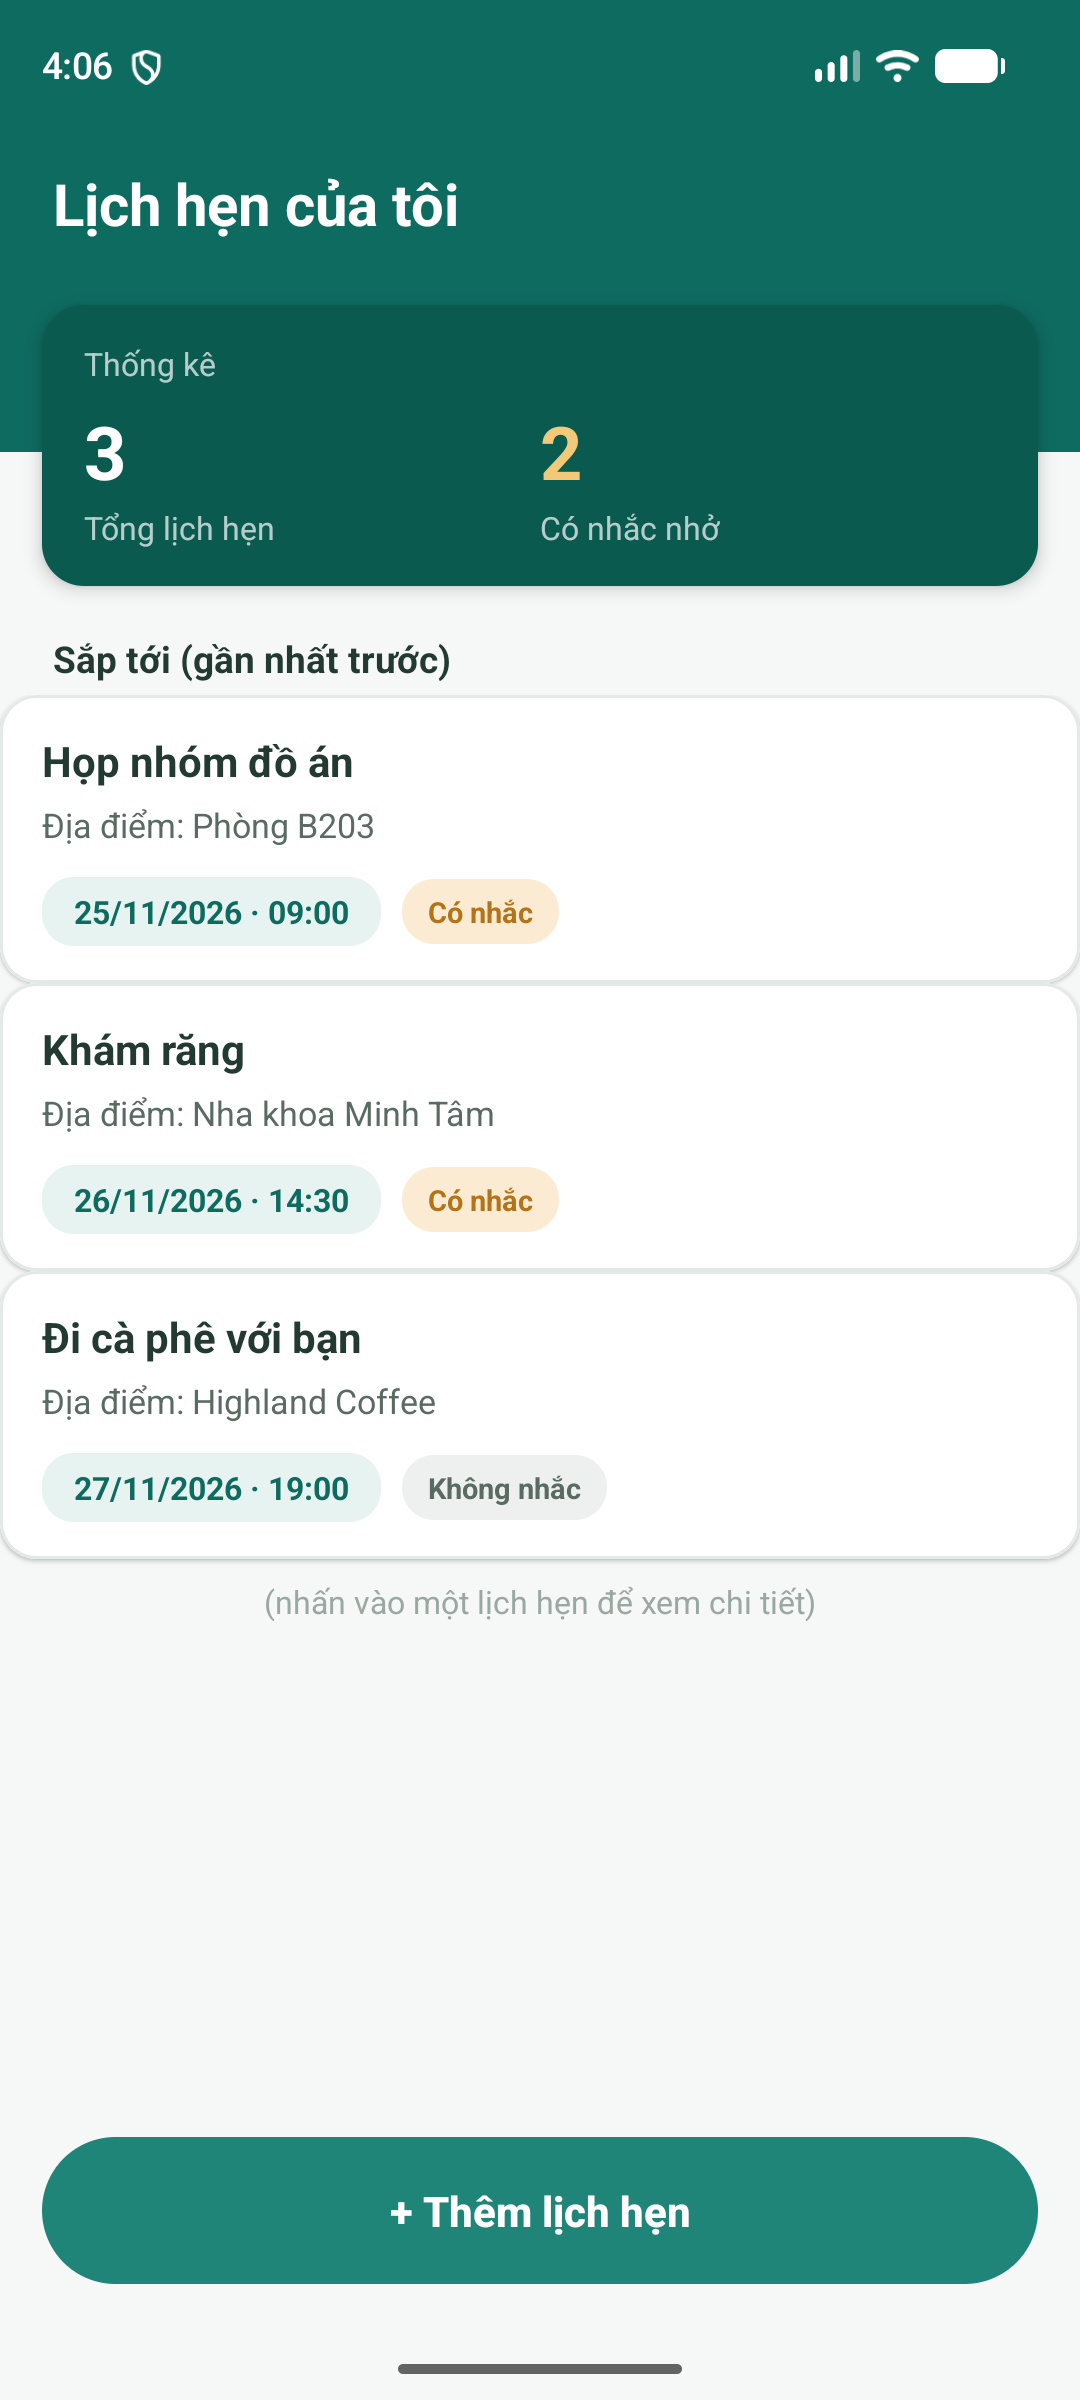 4:06
Lịch hẹn của tôi
Thống kê
3
2
Tổng lịch hẹn
Có nhắc nhở
Sắp tới (gần nhất trước)
Họp nhóm đồ án
Địa điểm: Phòng B203
25/11/2026 · 09:00
Có nhắc
Khám răng
Địa điểm: Nha khoa Minh Tâm
26/11/2026 · 14:30
Có nhắc
Đi cà phê với bạn
Địa điểm: Highland Coffee
27/11/2026 · 19:00
Không nhắc
(nhấn vào một lịch hẹn để xem chi tiết)
+ Thêm lịch hẹn